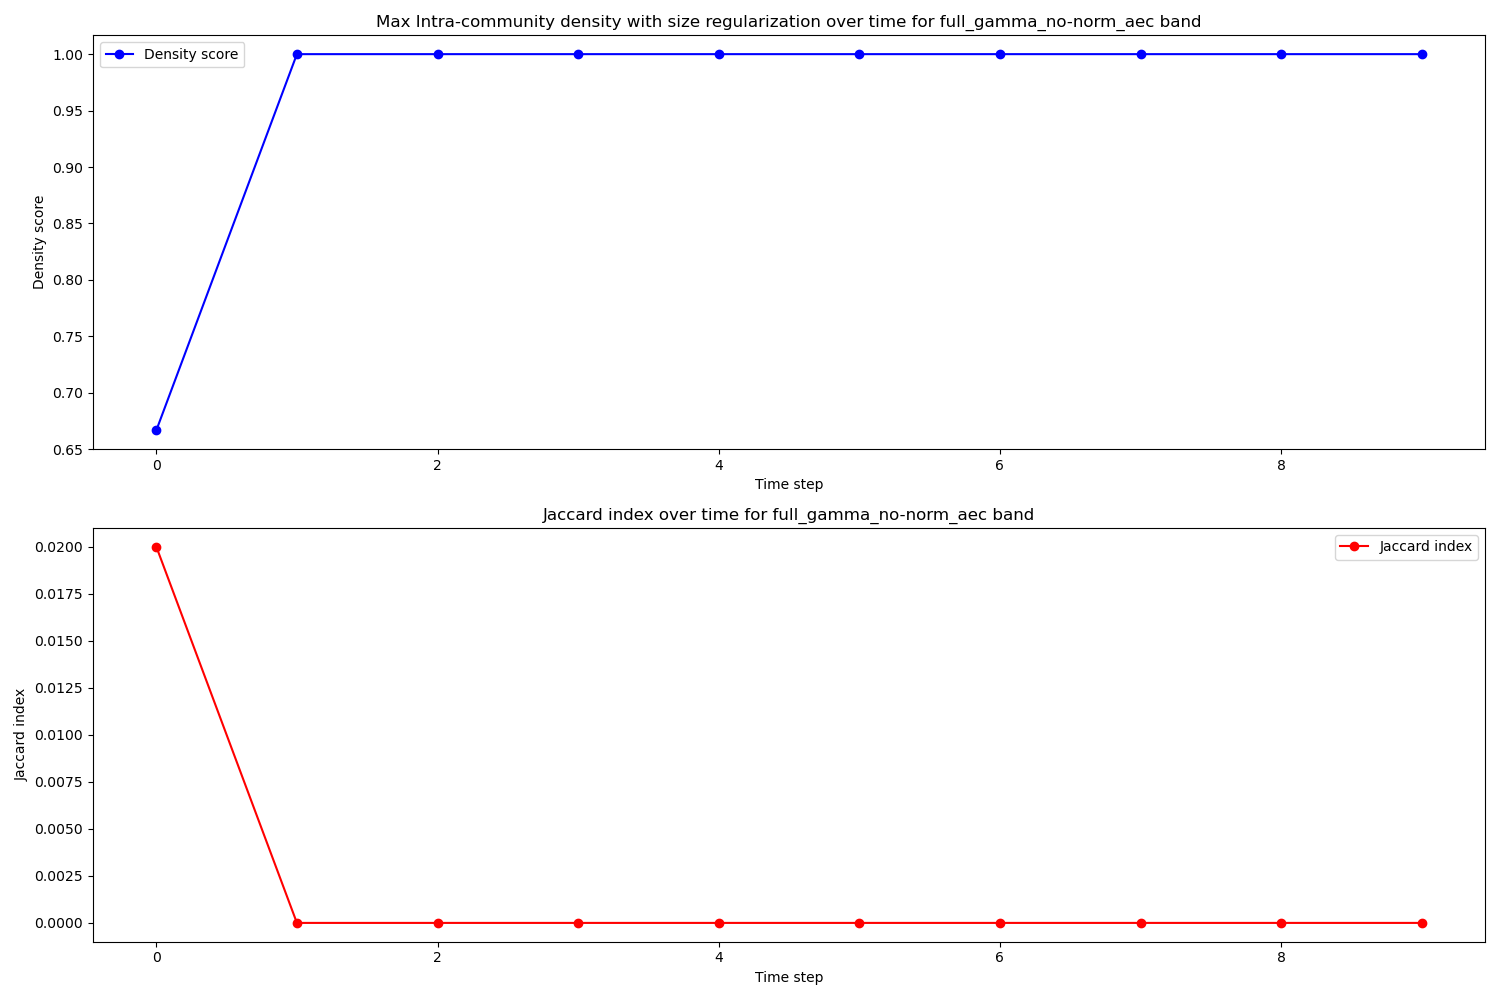 Max Intra-community density with size regularization over time for full_gamma_no-norm_aec band
Density score
1.00
0.95
0.90
0.85
0.80
0.75
0.70
0.65
Density score
0 2 4 6 8
Time step
Jaccard index over time for full_gamma_no-norm_aec band
Jaccard index
0.0200
0.0175
0.0150
0.0125
0.0100
0.0075
0.0050
0.0025
0.0000
Jaccard index
0 2 4 6 8
Time step